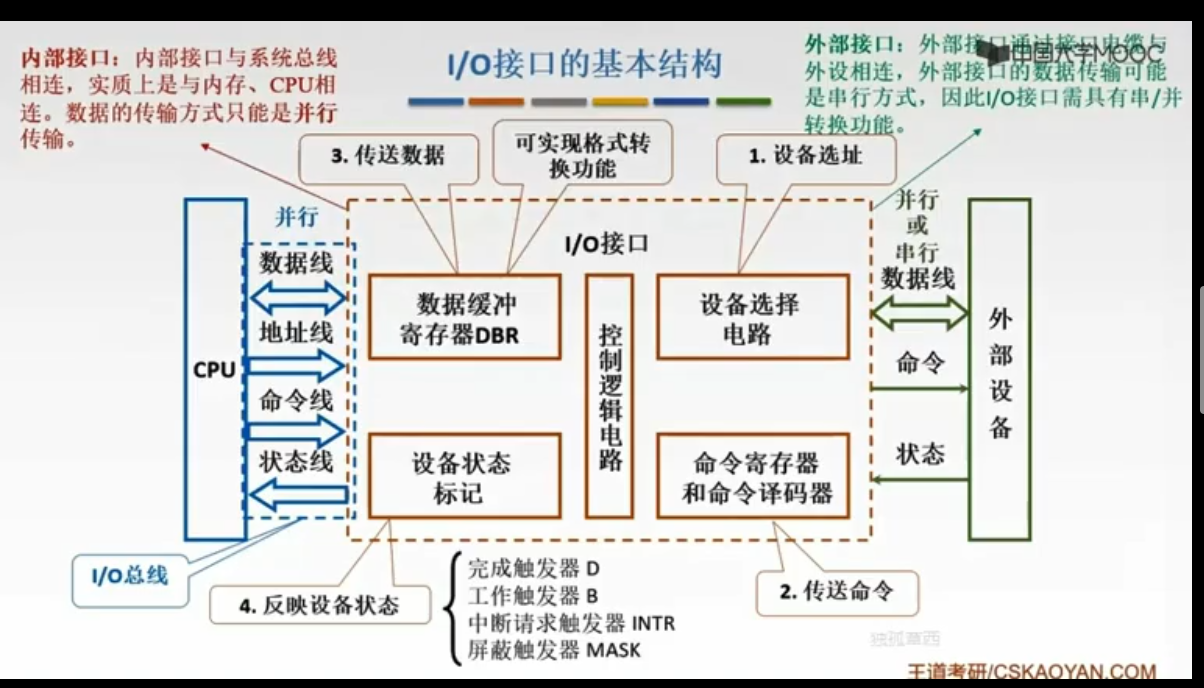 I/O接口的基本结构
内部接口：内部接口与系统总线
相连，实质上是与内存、CPU相
连。数据的传输方式只能是并行
传输。
外部接口：外部接口通过接口电缆与
外设相连，外部接口的数据传输可能
是串行方式，因此I/O接口需具有串/并
转换功能。
中国大学MOOC
3. 传送数据
可实现格式转
换功能
1. 设备选址
并行
数据线
地址线
命令线
状态线
CPU
I/O接口
数据缓冲
寄存器DBR
控制逻辑电路
设备选择
电路
设备状态
标记
命令寄存器
和命令译码器
并行
或
串行
数据线
命令
状态
外部设备
I/O总线
4. 反映设备状态
完成触发器 D
工作触发器 B
中断请求触发器 INTR
屏蔽触发器 MASK
2. 传送命令
王道考研/CSKAOYAN.COM